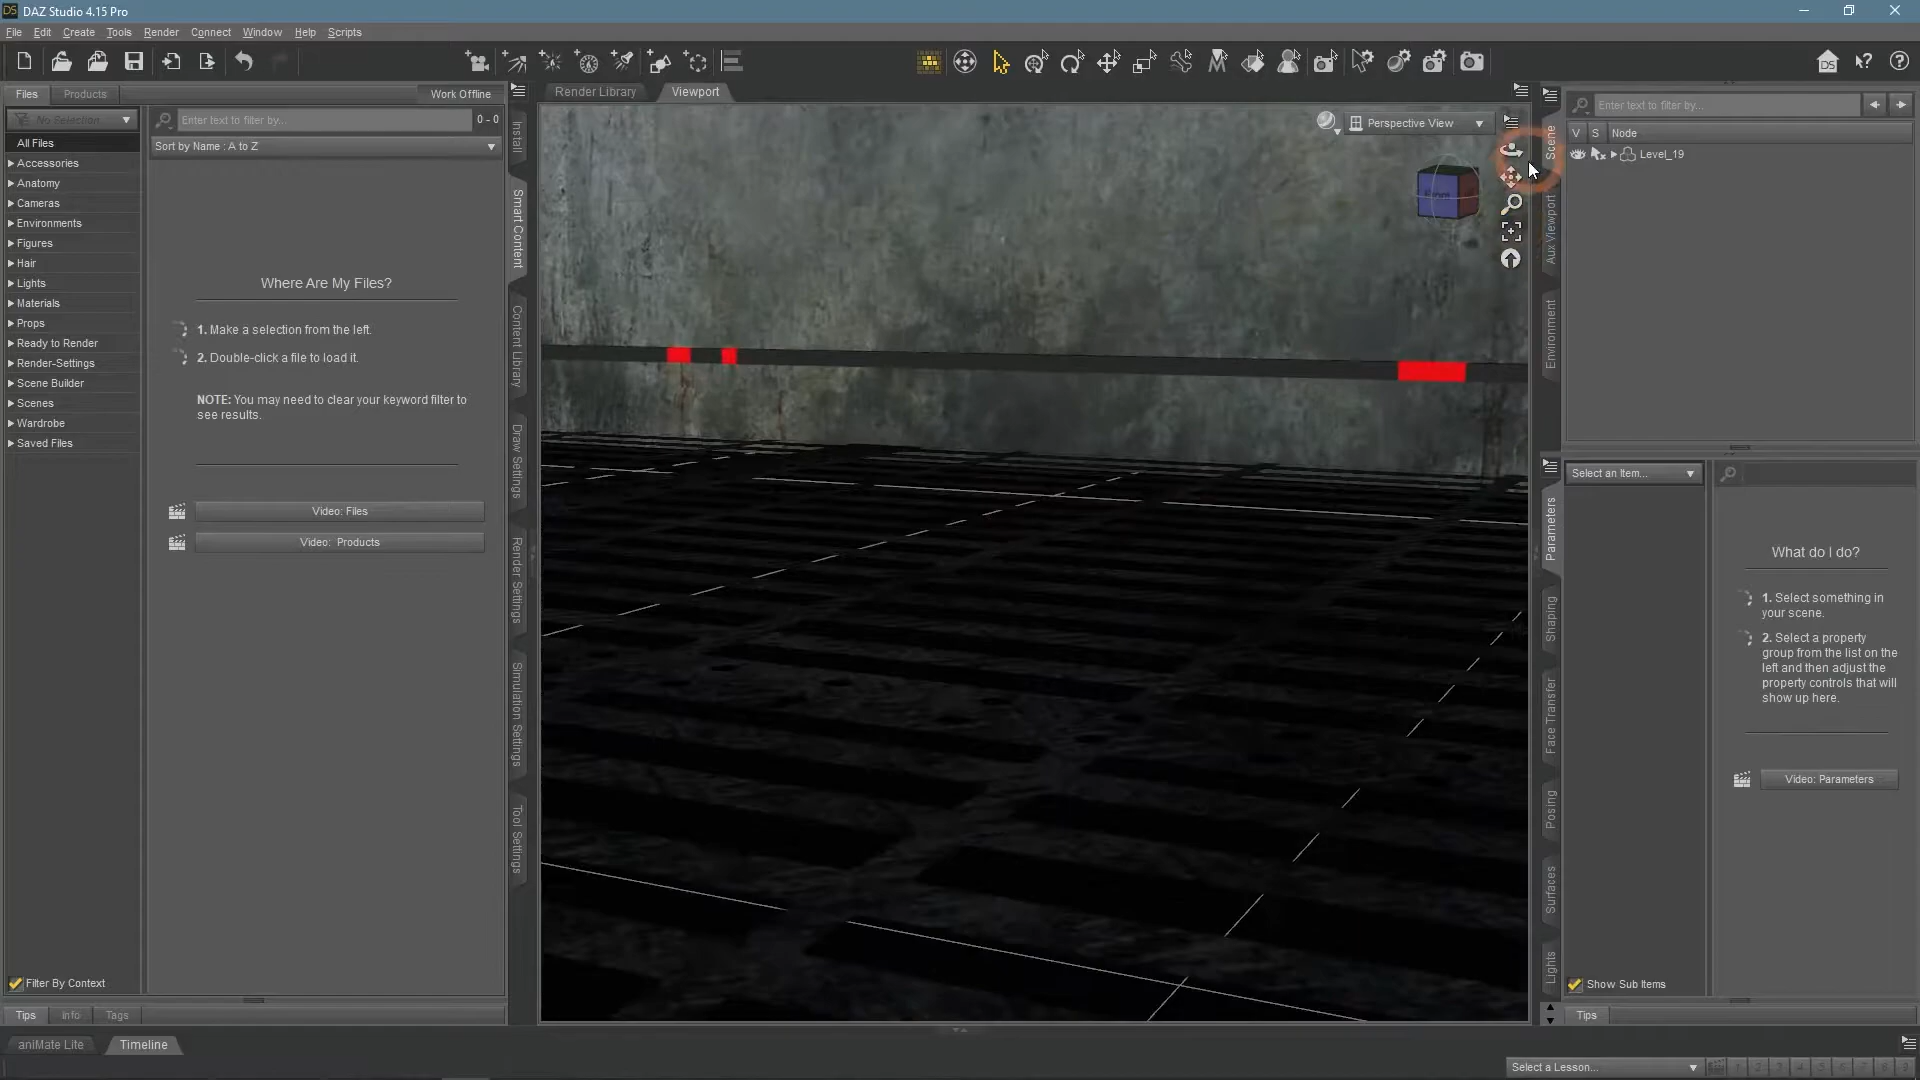 DAZ Studio 4.15 Pro
File Edit Create Tools Render Connect Window Help Scripts
Files Products Work Offline
Render Library Viewport
No Selection...
Enter text to filter by... 0 - 0
Sort by Name : A to Z
All Files
Accessories
Anatomy
Cameras
Environments
Figures
Hair
Lights
Materials
Props
Ready to Render
Render-Settings
Scene Builder
Scenes
Wardrobe
Saved Files
Filter By Context
Where Are My Files?
1. Make a selection from the left.
2. Double-click a file to load it.
NOTE: You may need to clear your keyword filter to
see results.
Video: Files
Video: Products
Tips Info Tags
Install
Smart Content
Content Library
Draw Settings
Render Settings
Simulation Settings
Tool Settings
Perspective View
Front
Scene
Aux Viewport
Environment
Enter text to filter by...
V S Node
Level_19
Parameters
Shaping
Face Transfer
Posing
Surfaces
Lights
Select an Item...
What do I do?
1. Select something in
your scene.
2. Select a property
group from the list on the
left and then adjust the
property controls that will
show up here.
Video: Parameters
Show Sub Items
Tips
aniMate Lite Timeline
Select a Lesson...